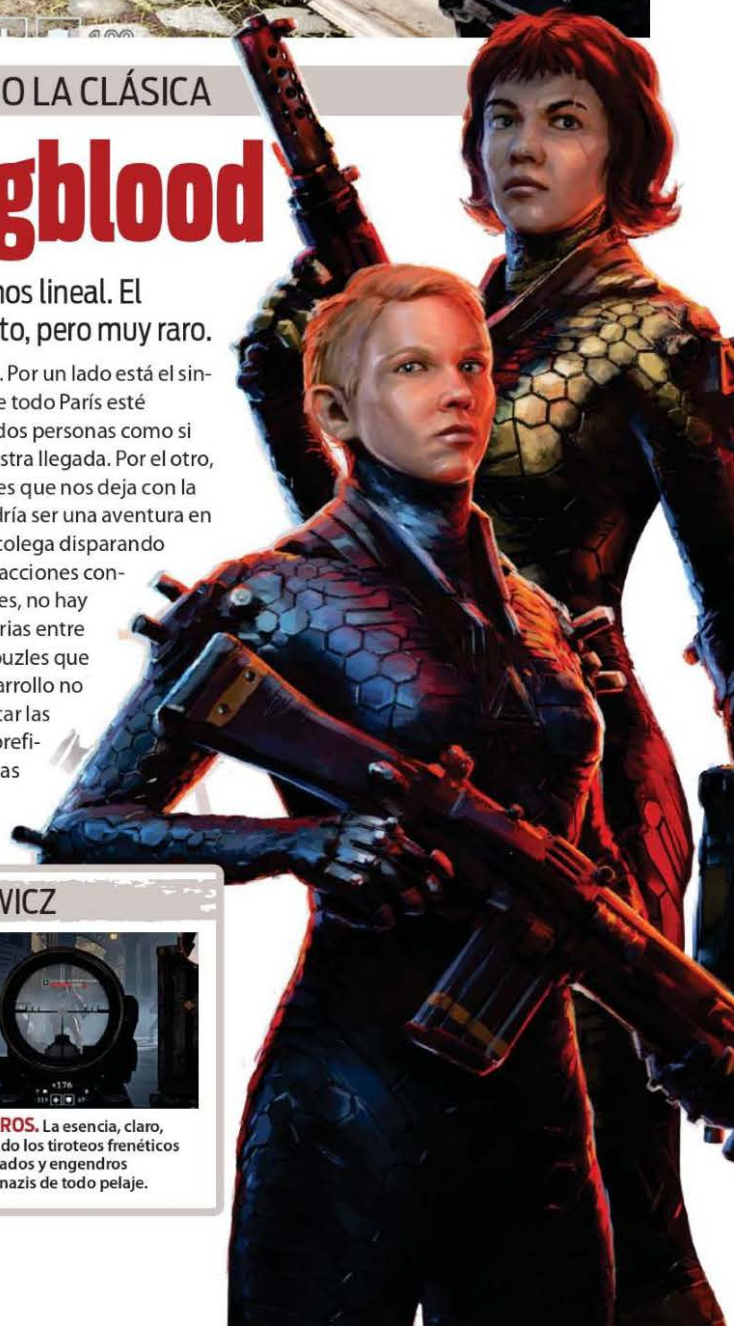 O LA CLÁSICA
gblood
nos lineal. El
to, pero muy raro.
. Por un lado está el sin-
e todo París esté
dos personas como si
stra llegada. Por el otro,
es que nos deja con la
dría ser una aventura en
colega disparando
acciones con-
es, no hay
rias entre
puzles que
arrollo no
tar las
prefi-
as
WICZ
+176
ROS. La esencia, claro,
do los tiroteos frenéticos
ados y engendros
nazis de todo pelaje.